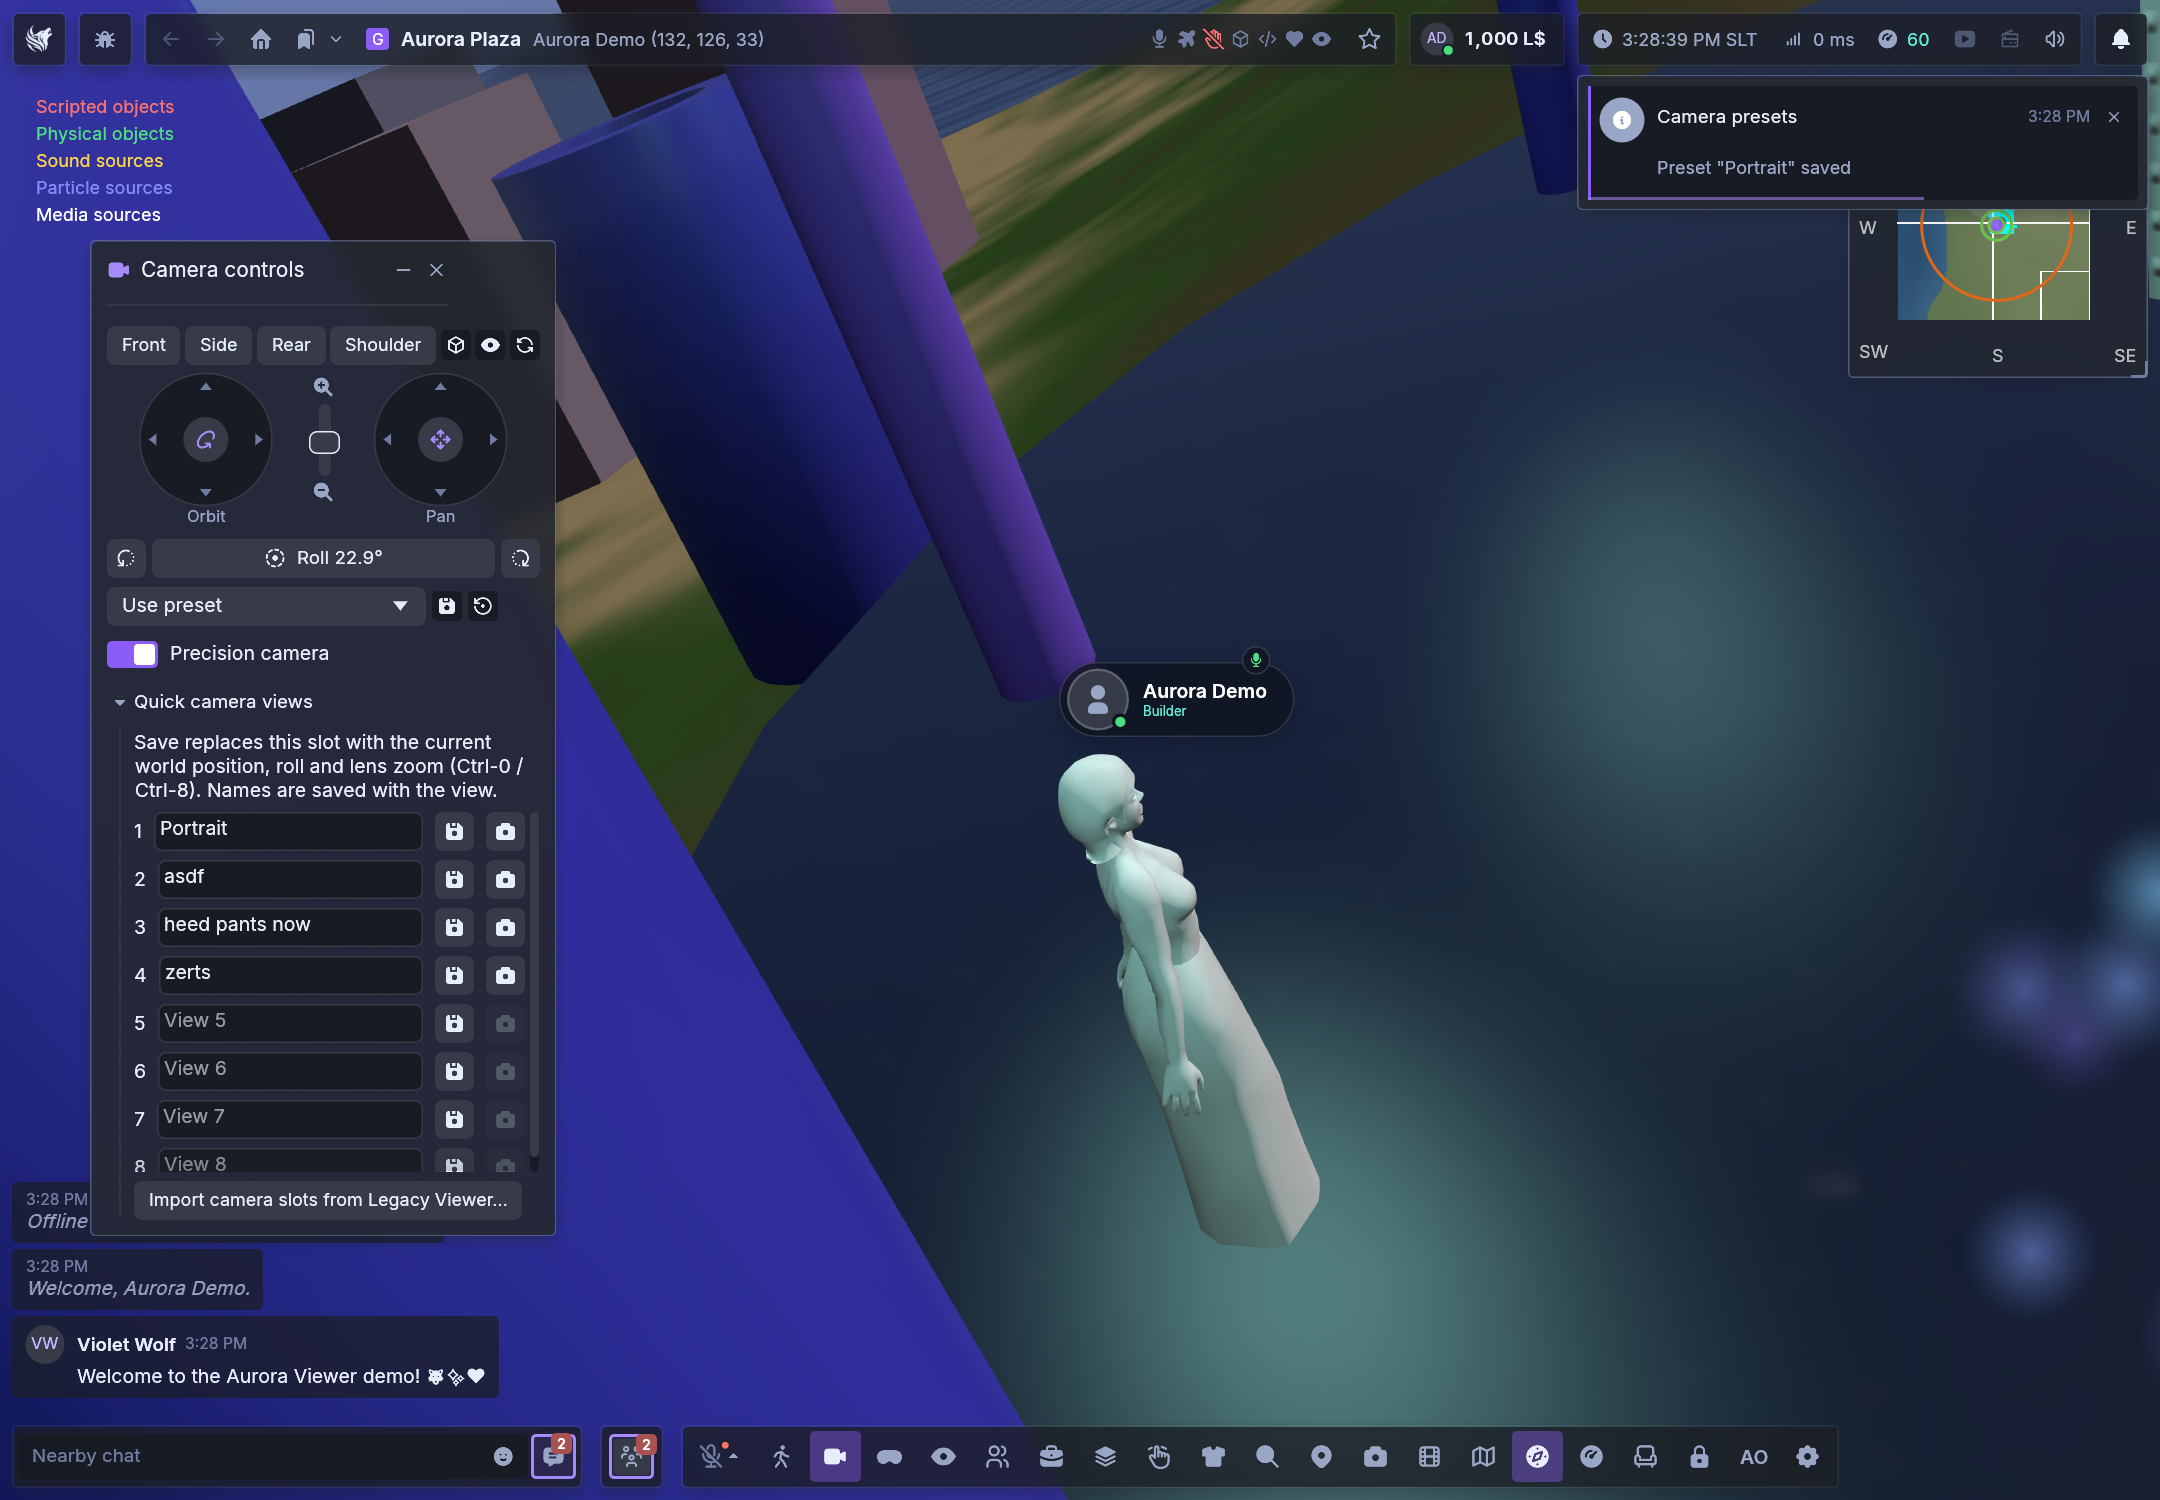 G Aurora Plaza Aurora Demo (132, 126, 33)
AD 1,000 L$
3:28:39 PM SLT 0 ms 60
Scripted objects
Physical objects
Sound sources
Particle sources
Media sources
Camera presets 3:28 PM
Preset "Portrait" saved
W E
SW S SE
Camera controls
Front Side Rear Shoulder
Orbit Pan
Roll 22.9°
Use preset
Precision camera
Quick camera views
Save replaces this slot with the current
world position, roll and lens zoom (Ctrl-0 /
Ctrl-8). Names are saved with the view.
1 Portrait
2 asdf
3 heed pants now
4 zerts
5 View 5
6 View 6
7 View 7
8 View 8
Import camera slots from Legacy Viewer...
Aurora Demo
Builder
3:28 PM
Offline
3:28 PM
Welcome, Aurora Demo.
VW Violet Wolf 3:28 PM
Welcome to the Aurora Viewer demo!
Nearby chat 2 2 AO